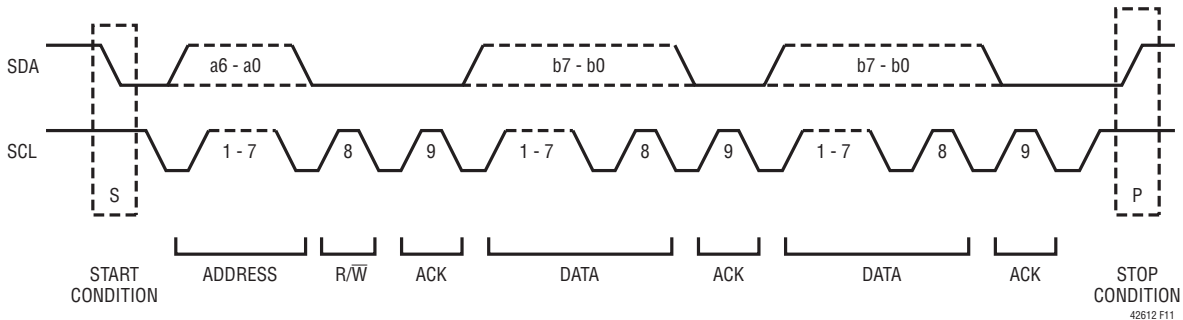 SDA
a6 - a0
b7 - b0
b7 - b0
SCL
1 - 7
8
9
1 - 7
8
9
1 - 7
8
9
S
P
START
CONDITION
ADDRESS
R/W̅
ACK
DATA
ACK
DATA
ACK
STOP
CONDITION
42612 F11